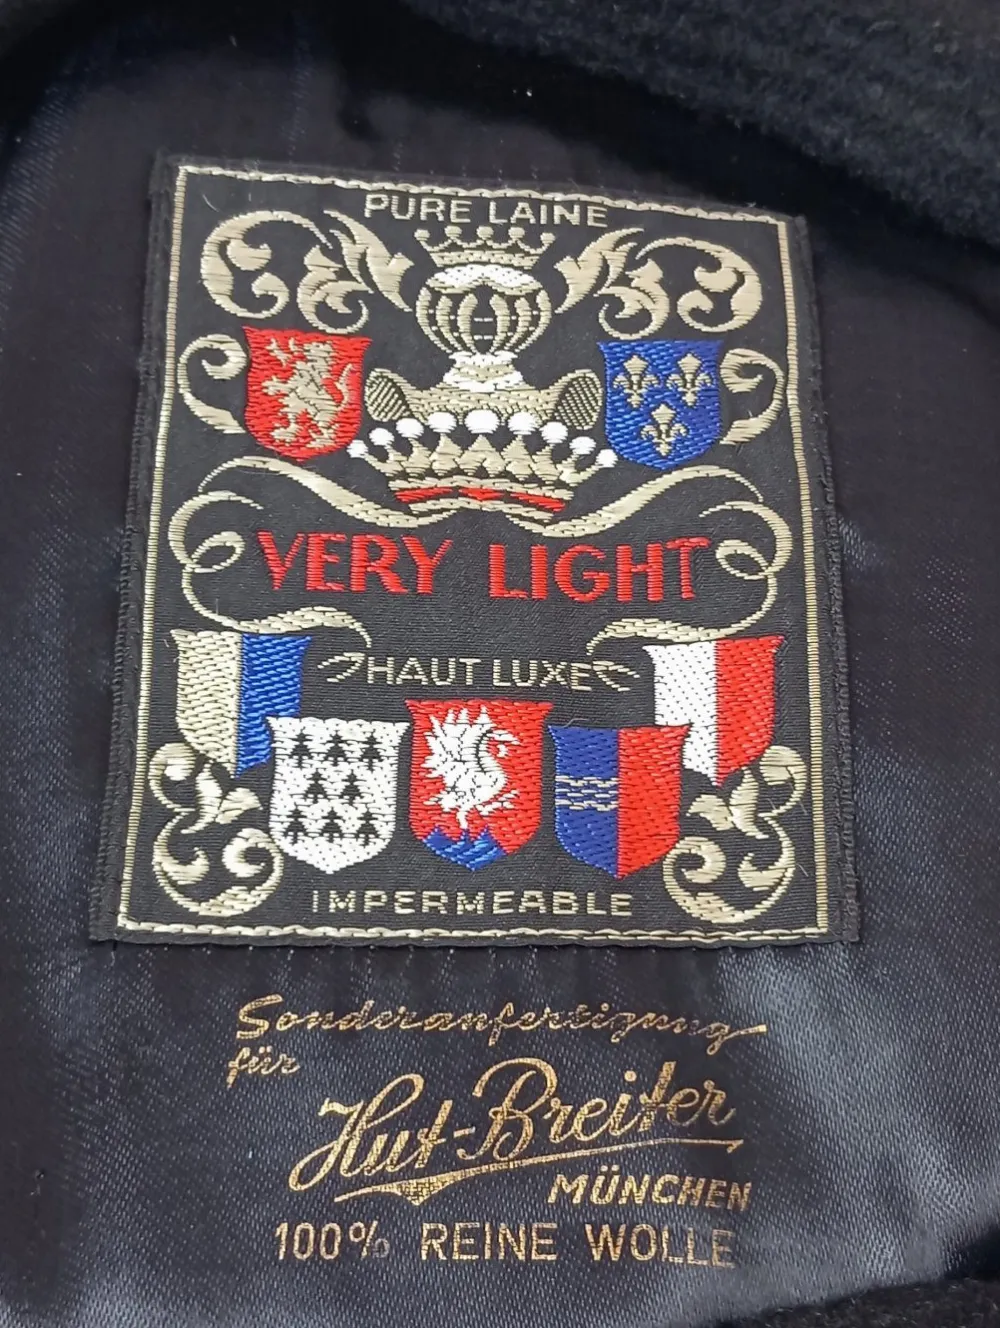 PURE LAINE
VERY LIGHT
HAUT LUXE
IMPERMEABLE
Sonderanfertigung
für
Hut-Breiter
MÜNCHEN
100% REINE WOLLE